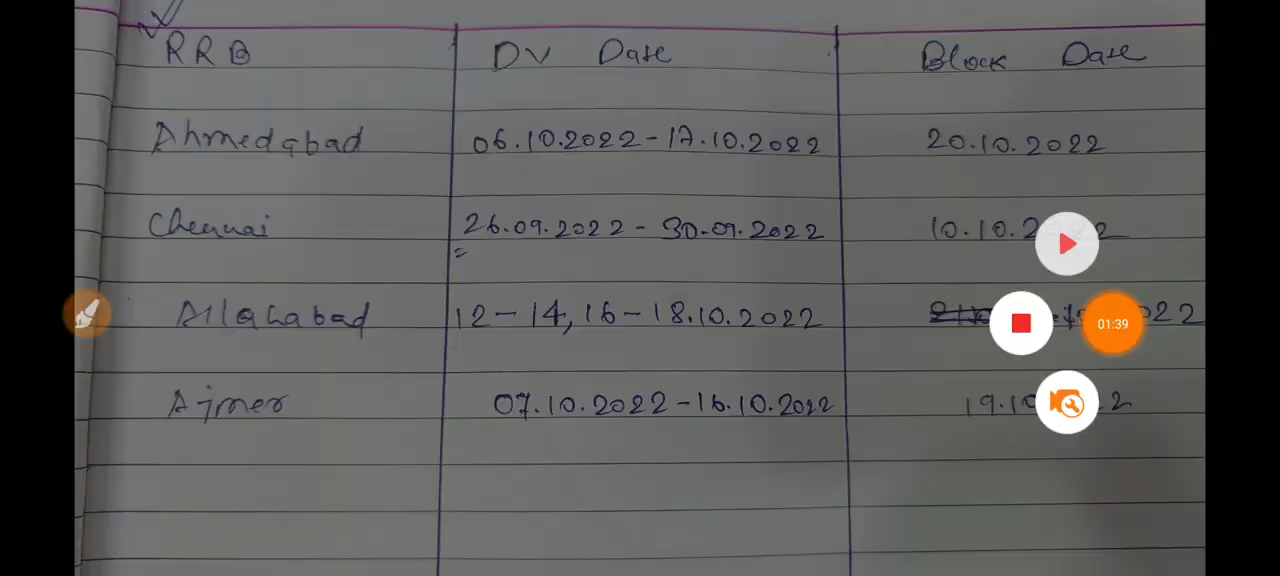 RRB DV Date Block Date
Ahmedabad 06.10.2022 - 17.10.2022 20.10.2022
Chennai 26.09.2022 - 30.09.2022
Allahabad 12 - 14, 16 - 18.10.2022
01:39
Ajmer 07.10.2022 - 16.10.2022